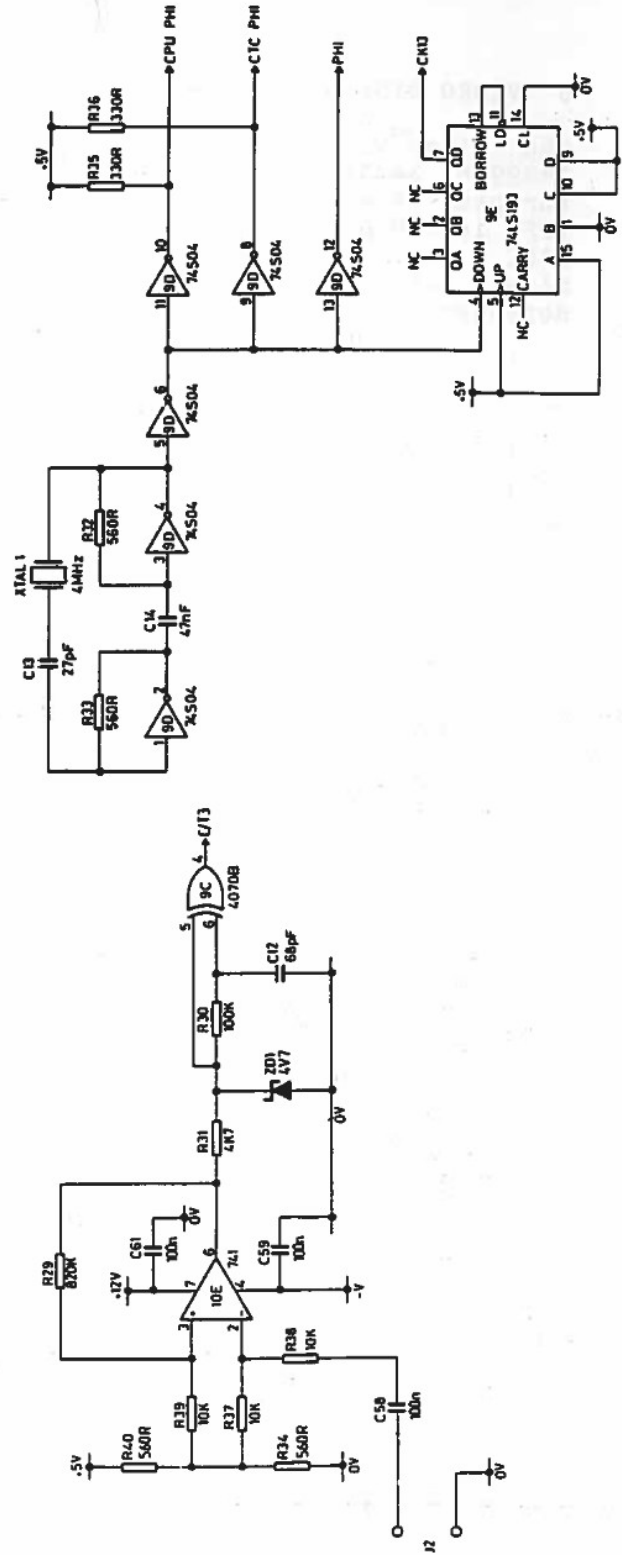 XTAL 1
4MHz
C13
27pF
R33
560R
R32
560R
C14
47nF
1
9D
2
74S04
3
9D
4
74S04
5
9D
6
74S04
+5V
R35
330R
R36
330R
11
9D
10
74S04
CPU PHI
9
9D
8
74S04
CTC PHI
13
9D
12
74S04
PHI
CK13
NC
NC
NC
3
2
6
7
QA
QB
QC
QD
4
DOWN
5
UP
12
CARRY
NC
9E
74LS193
BORROW
13
LD
11
CL
14
A
B
C
D
15
1
10
9
+5V
0V
0V
+5V
R29
820K
+12V
C61
100n
0V
R40
560R
+5V
R39
10K
R37
10K
R34
560R
0V
3
2
+
-
10E
741
7
4
6
C59
100n
-V
R38
10K
C58
100n
J2
0V
R31
4K7
ZD1
4V7
0V
R30
100K
C12
68pF
5
6
9C
4070B
4
C/T3